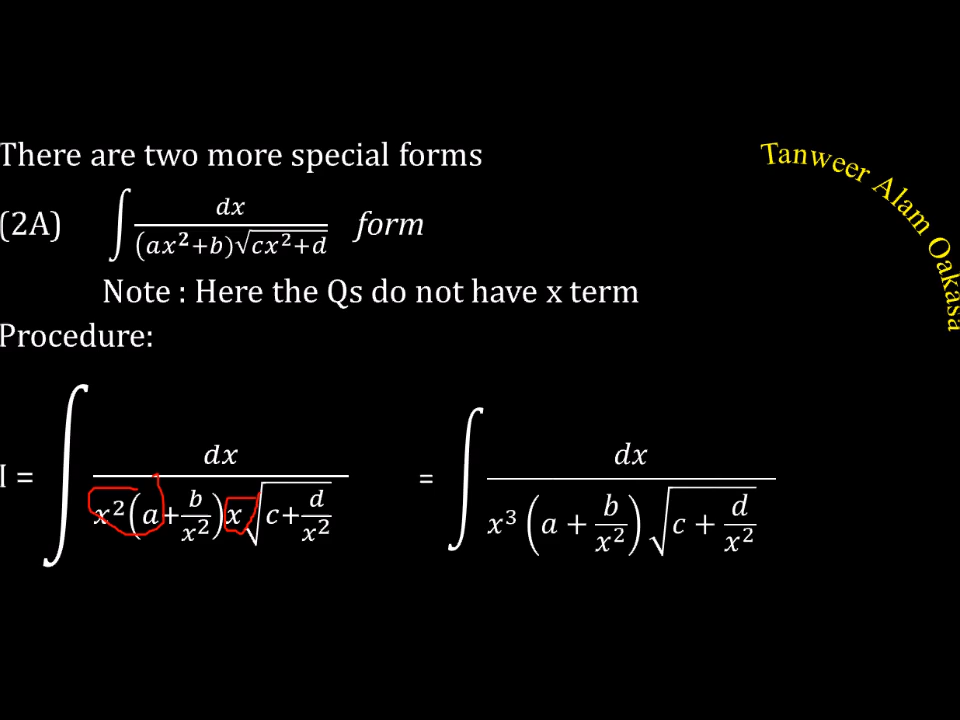 There are two more special forms
(2A) ∫ dx / (ax²+b)√(cx²+d) form
Note : Here the Qs do not have x term
Procedure:
I = ∫ dx / x²(a+b/x²)x√(c+d/x²) = ∫ dx / x³(a + b/x²)√(c + d/x²)
Tanweer Alam Oakasa